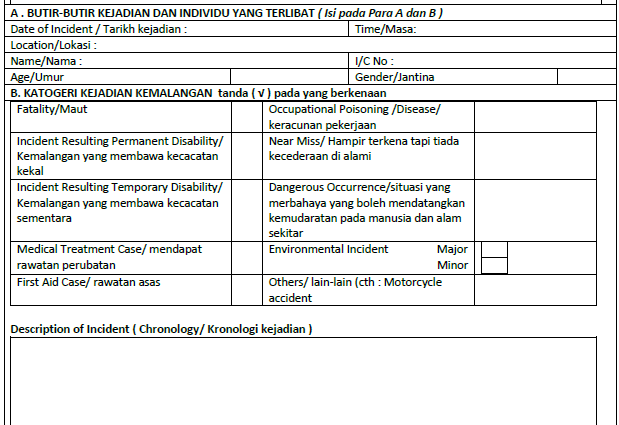 A . BUTIR-BUTIR KEJADIAN DAN INDIVIDU YANG TERLIBAT ( Isi pada Para A dan B )
Date of Incident / Tarikh kejadian :
Time/Masa:
Location/Lokasi :
Name/Nama :
I/C No :
Age/Umur
Gender/Jantina
B. KATOGERI KEJADIAN KEMALANGAN tanda ( √ ) pada yang berkenaan
Fatality/Maut
Occupational Poisoning /Disease/
keracunan pekerjaan
Incident Resulting Permanent Disability/
Kemalangan yang membawa kecacatan
kekal
Near Miss/ Hampir terkena tapi tiada
kecederaan di alami
Incident Resulting Temporary Disability/
Kemalangan yang membawa kecacatan
sementara
Dangerous Occurrence/situasi yang
merbahaya yang boleh mendatangkan
kemudaratan pada manusia dan alam
sekitar
Medical Treatment Case/ mendapat
rawatan perubatan
Environmental Incident Major
Minor
First Aid Case/ rawatan asas
Others/ lain-lain (cth : Motorcycle
accident
Description of Incident ( Chronology/ Kronologi kejadian )